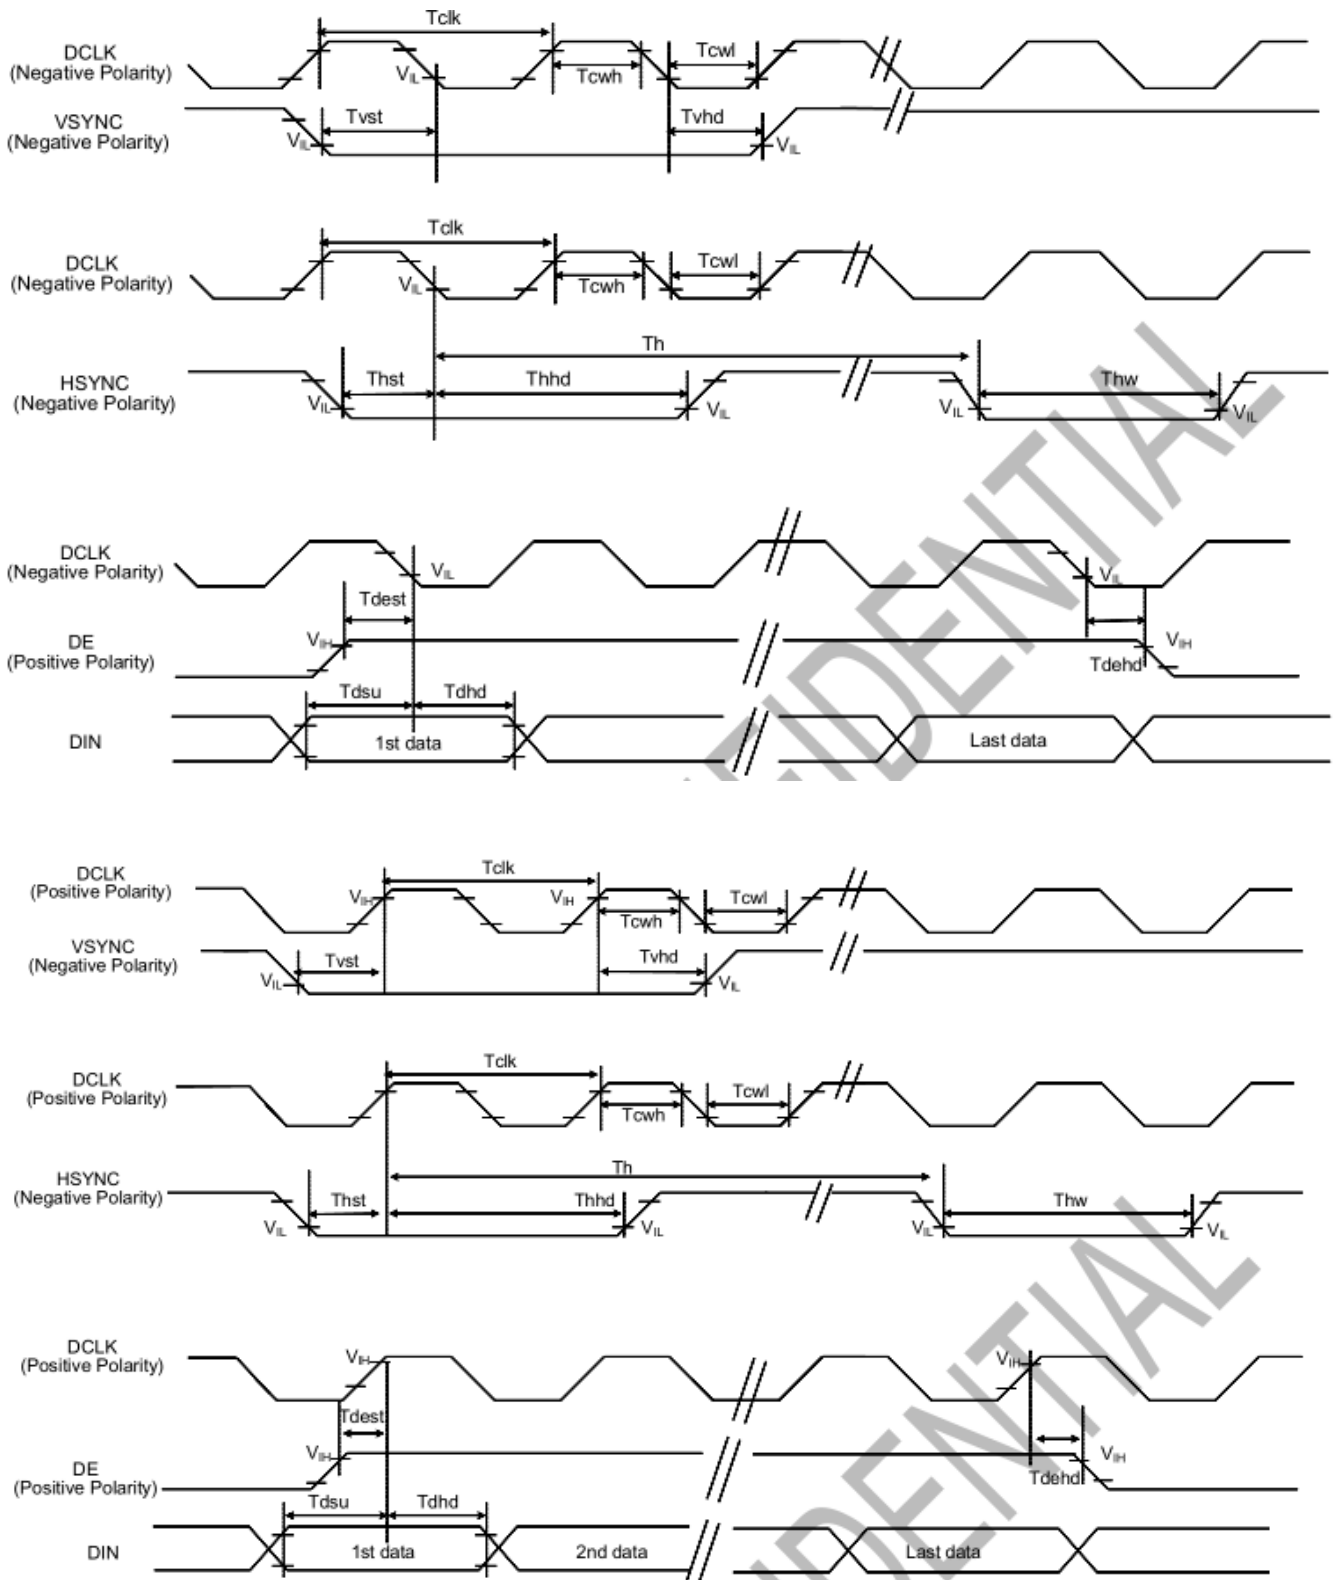 Tclk
DCLK
(Negative Polarity)
VIL
Tcwh
Tcwl
VSYNC
(Negative Polarity)
VIL
Tvst
Tvhd
VIL
Tclk
DCLK
(Negative Polarity)
VIL
Tcwh
Tcwl
Th
HSYNC
(Negative Polarity)
VIL
Thst
Thhd
VIL
VIL
Thw
VIL
DCLK
(Negative Polarity)
VIL
VIL
Tdest
DE
(Positive Polarity)
VIH
VIH
Tdehd
Tdsu
Tdhd
DIN
1st data
Last data
DCLK
(Positive Polarity)
VIH
Tclk
VIH
Tcwh
Tcwl
VSYNC
(Negative Polarity)
VIL
Tvst
Tvhd
VIL
DCLK
(Positive Polarity)
Tclk
Tcwh
Tcwl
Th
HSYNC
(Negative Polarity)
VIL
Thst
Thhd
VIL
VIL
Thw
VIL
DCLK
(Positive Polarity)
VIH
VIH
Tdest
DE
(Positive Polarity)
VIH
VIH
Tdehd
Tdsu
Tdhd
DIN
1st data
2nd data
Last data